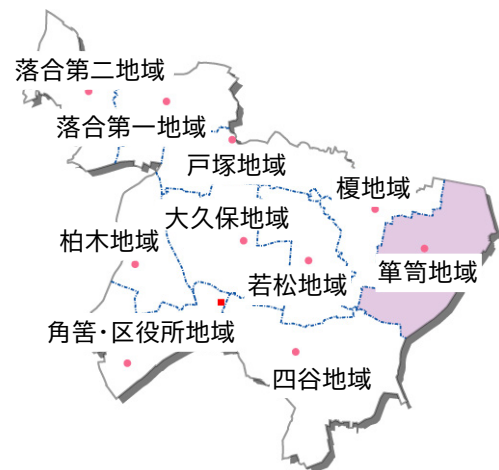 落合第二地域
落合第一地域
戸塚地域
榎地域
大久保地域
柏木地域
若松地域
箪笥地域
角筈・区役所地域
四谷地域